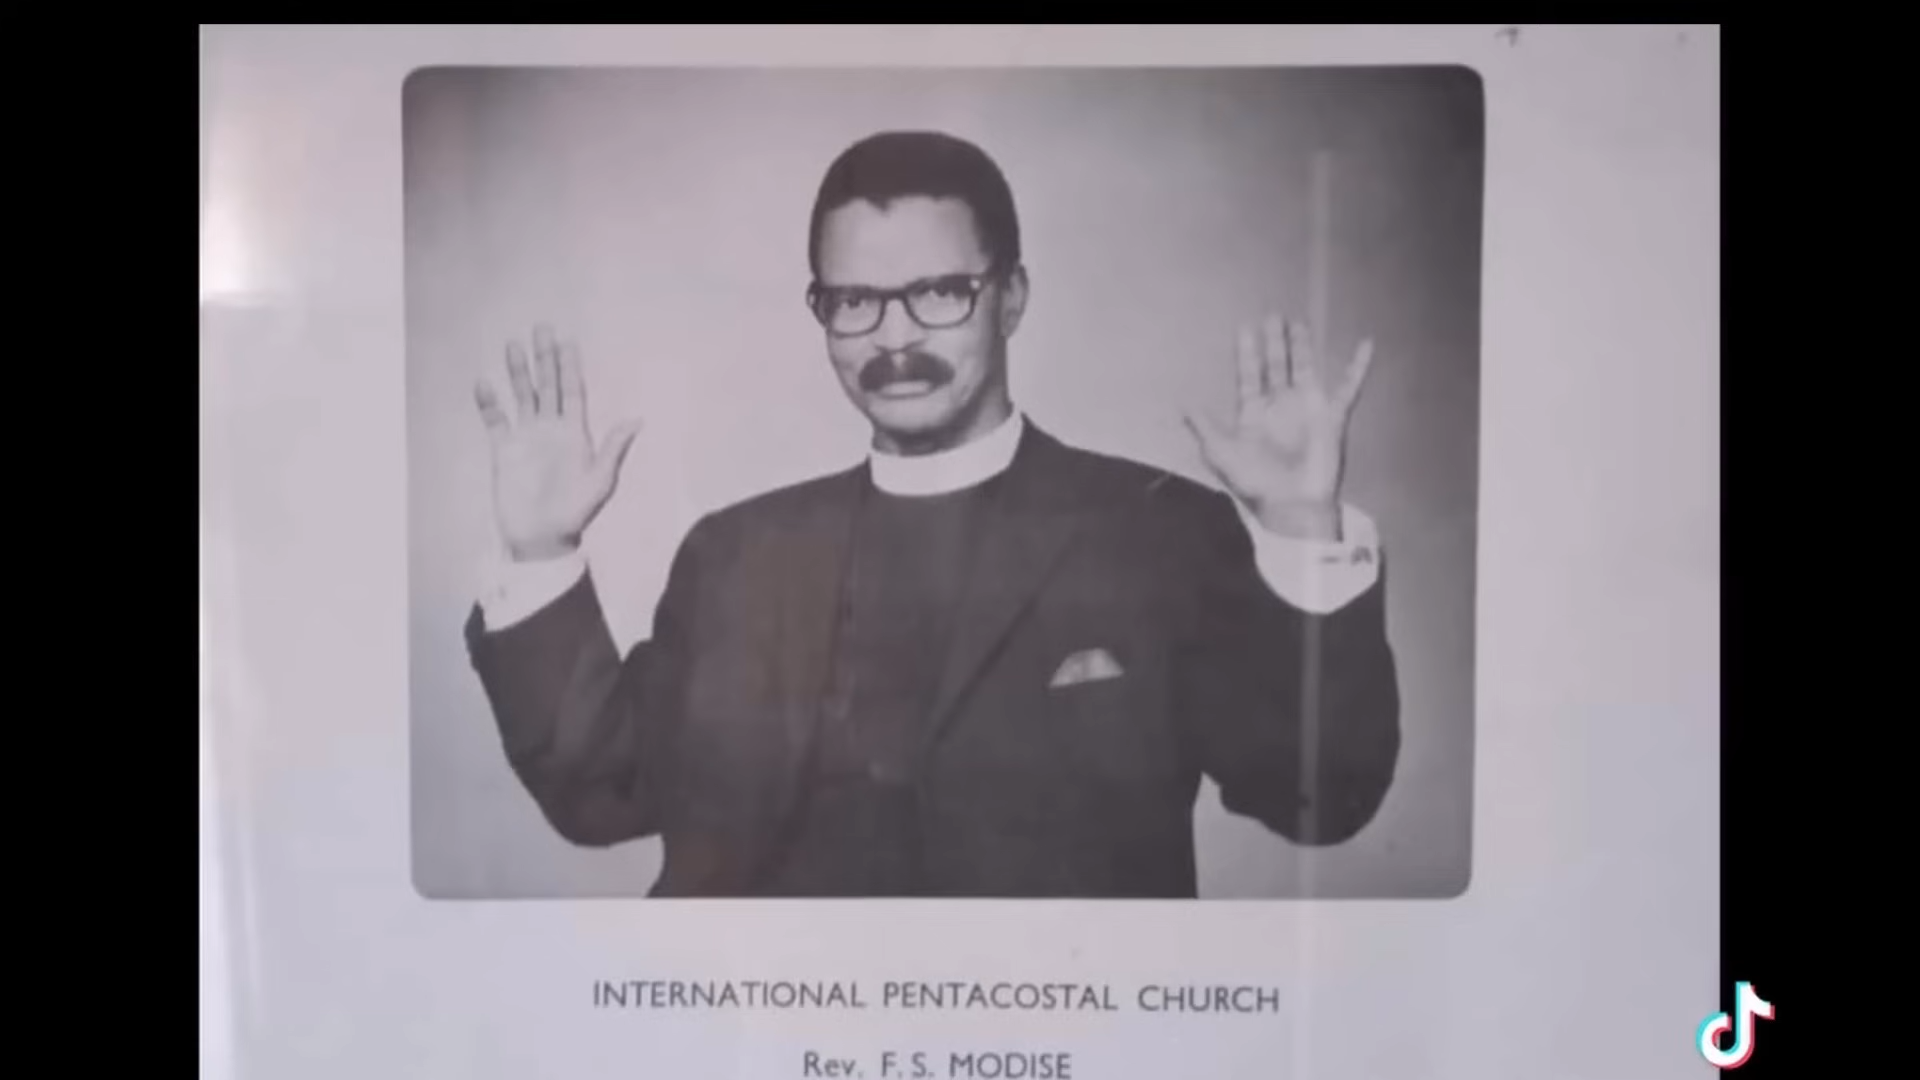 INTERNATIONAL PENTACOSTAL CHURCH
Rev. F. S. MODISE